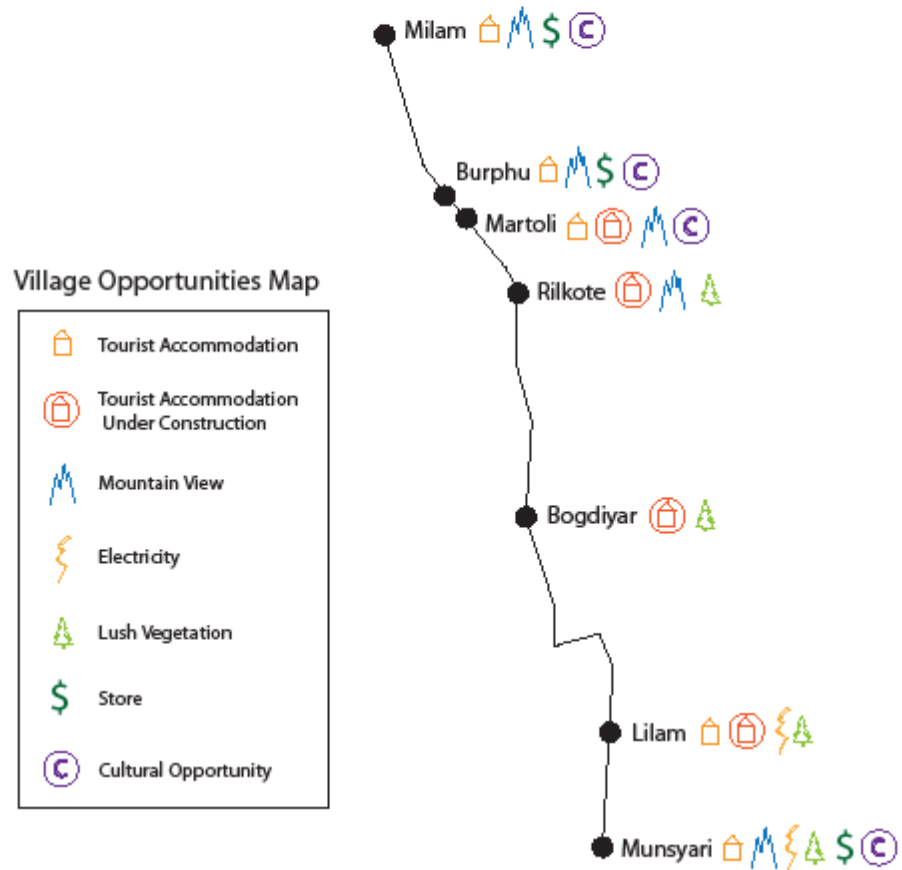 Milam $ C
Burphu $ C
Martoli C
Rilkote
Village Opportunities Map
Tourist Accommodation
Tourist Accommodation
Under Construction
Mountain View
Electricity
Lush Vegetation
$ Store
C Cultural Opportunity
Bogdiyar
Lilam
Munsyari $ C